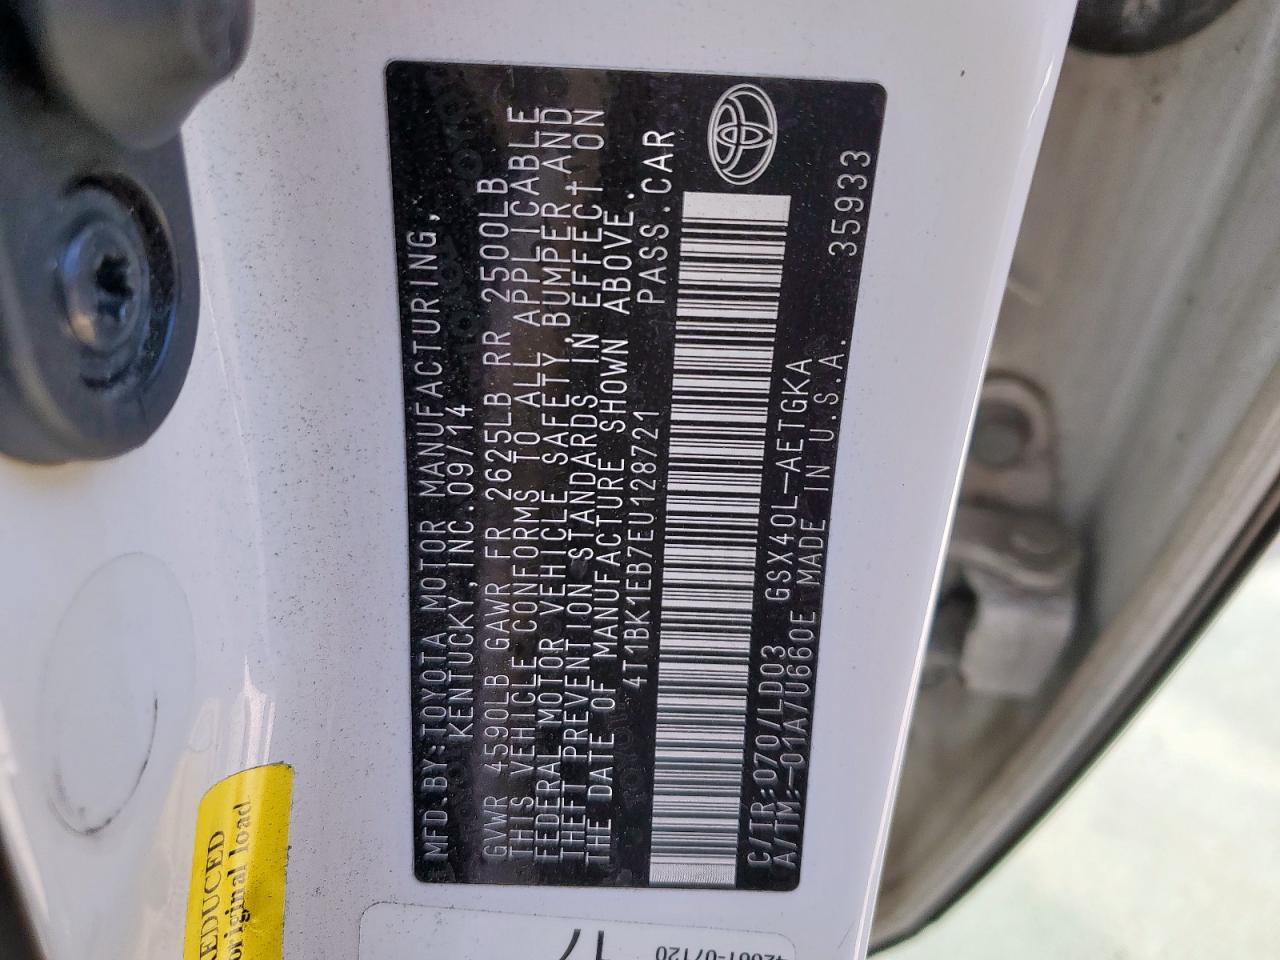 MFD. BY: TOYOTA MOTOR MANUFACTURING,
KENTUCKY, INC. 09/14
GVWR 4590LB GAWR FR 2625LB RR 2500LB
THIS VEHICLE CONFORMS TO ALL APPLICABLE
FEDERAL MOTOR VEHICLE SAFETY, BUMPER, AND
THEFT PREVENTION STANDARDS IN EFFECT ON
THE DATE OF MANUFACTURE SHOWN ABOVE.
4T1BK1EB7EU128721 PASS. CAR
C/TR:070/LD03 GSX40L-AETGKA
A/TM:-01A/U660E MADE IN U.S.A. 35933
REDUCED
original load
17
42661-07120